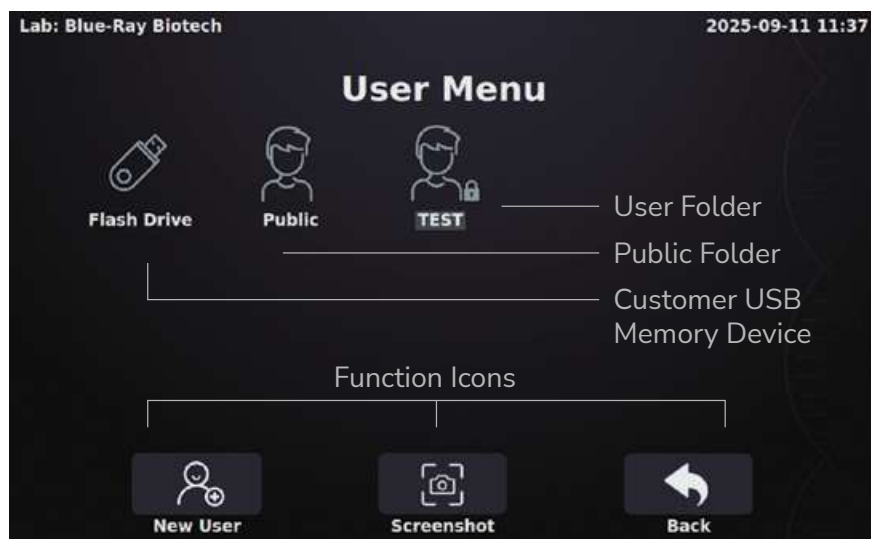 Lab: Blue-Ray Biotech
2025-09-11 11:37
User Menu
Flash Drive
Public
TEST
User Folder
Public Folder
Customer USB
Memory Device
Function Icons
New User
Screenshot
Back